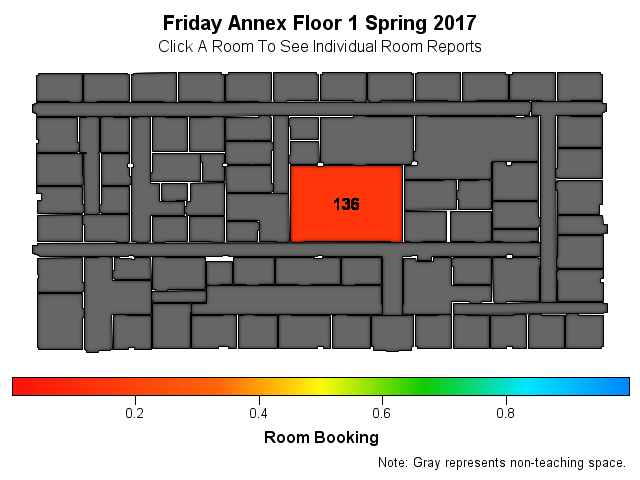 Friday Annex Floor 1 Spring 2017
Click A Room To See Individual Room Reports
136
0.2 0.4 0.6 0.8
Room Booking
Note: Gray represents non-teaching space.